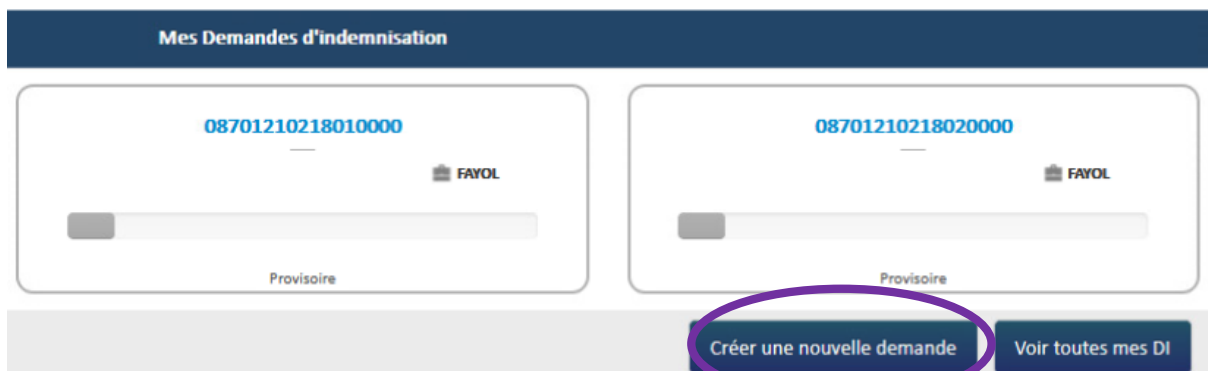 Mes Demandes d'indemnisation
08701210218010000
FAYOL
Provisoire
08701210218020000
FAYOL
Provisoire
Créer une nouvelle demande
Voir toutes mes DI